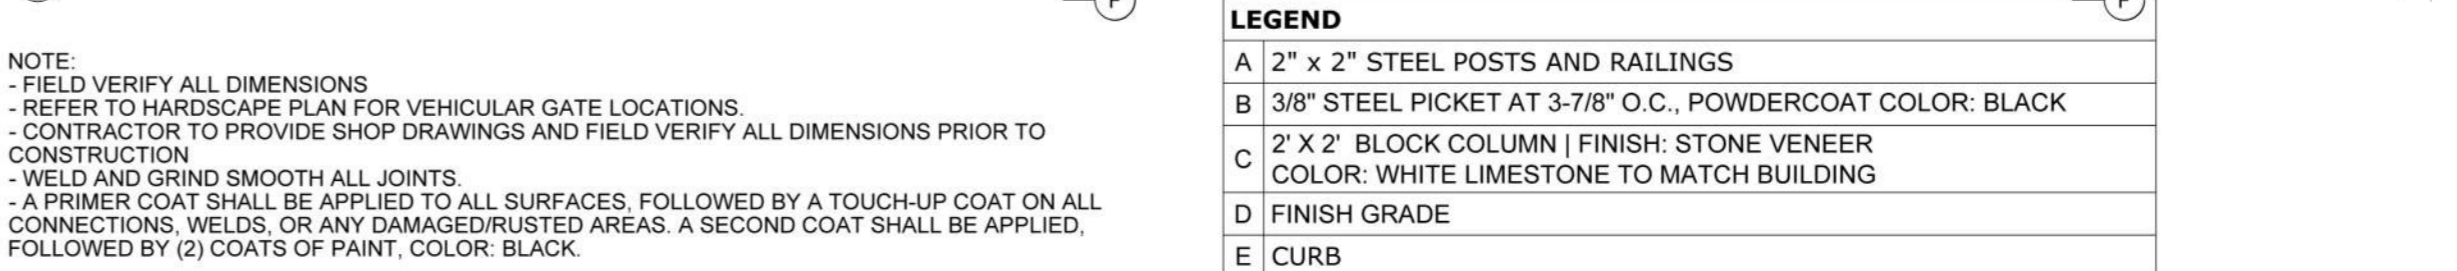 NOTE:
- FIELD VERIFY ALL DIMENSIONS
- REFER TO HARDSCAPE PLAN FOR VEHICULAR GATE LOCATIONS.
- CONTRACTOR TO PROVIDE SHOP DRAWINGS AND FIELD VERIFY ALL DIMENSIONS PRIOR TO
CONSTRUCTION
- WELD AND GRIND SMOOTH ALL JOINTS.
- A PRIMER COAT SHALL BE APPLIED TO ALL SURFACES, FOLLOWED BY A TOUCH-UP COAT ON ALL
CONNECTIONS, WELDS, OR ANY DAMAGED/RUSTED AREAS. A SECOND COAT SHALL BE APPLIED,
FOLLOWED BY (2) COATS OF PAINT, COLOR: BLACK.
LEGEND
A 2" x 2" STEEL POSTS AND RAILINGS
B 3/8" STEEL PICKET AT 3-7/8" O.C., POWDERCOAT COLOR: BLACK
C 2' X 2' BLOCK COLUMN | FINISH: STONE VENEER
COLOR: WHITE LIMESTONE TO MATCH BUILDING
D FINISH GRADE
E CURB